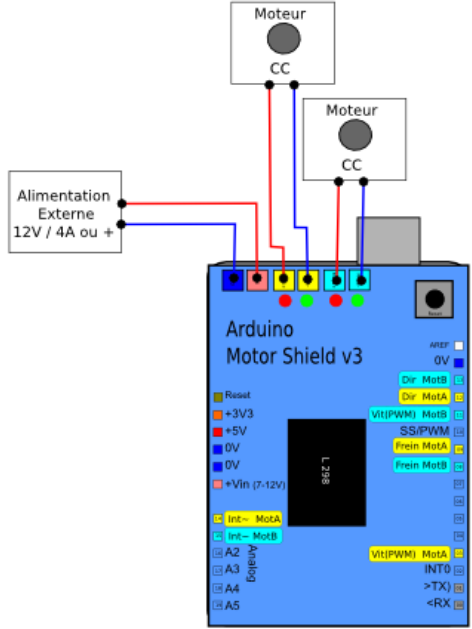 Moteur
CC
Moteur
CC
Alimentation
Externe
12V / 4A ou +
Arduino
Motor Shield v3
Reset
AREF
0V
Dir MotB
Dir MotA
Vit(PWM) MotB
SS/PWM
Frein MotA
Frein MotB
Reset
+3V3
+5V
0V
0V
+Vin (7-12V)
L 298
Int~ MotA
Int~ MotB
A2
A3
A4
A5
Analog
Vit(PWM) MotA
INT0
>TX)
<RX